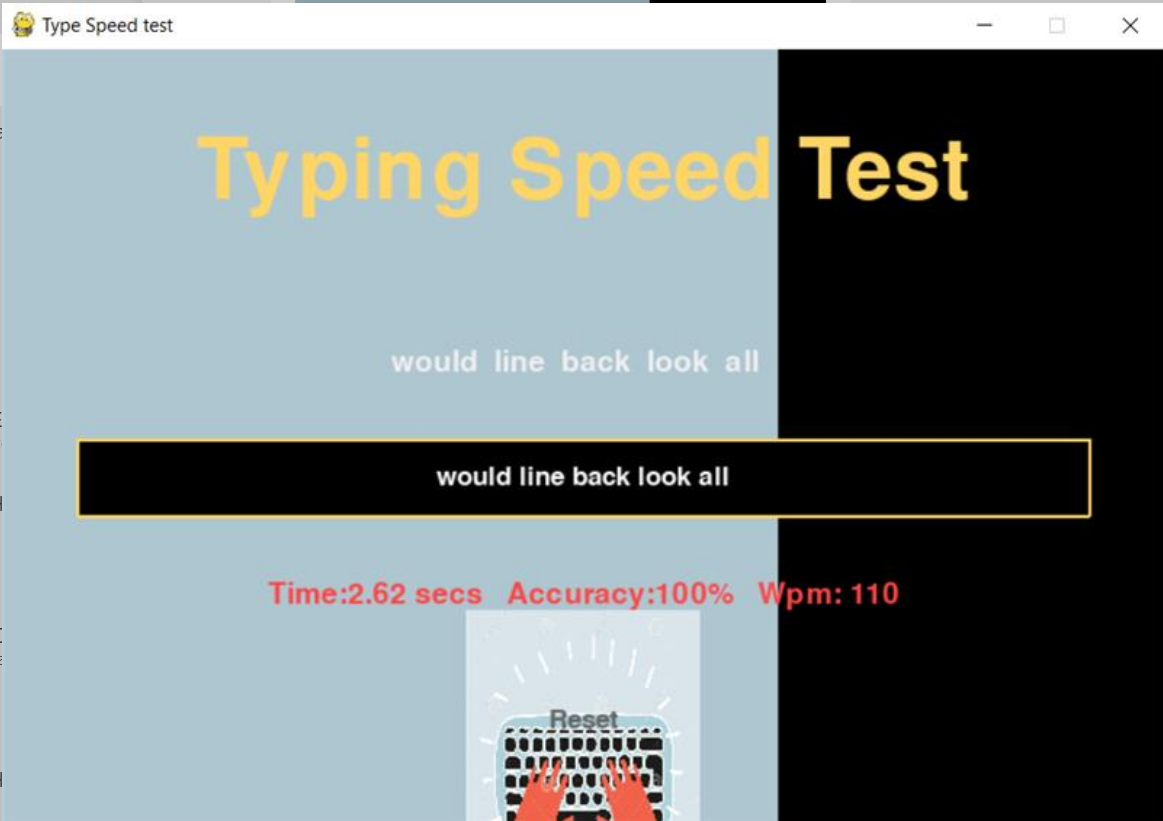 Type Speed test
Typing Speed Test
would line back look all
would line back look all
Time:2.62 secs Accuracy:100% Wpm: 110
Reset